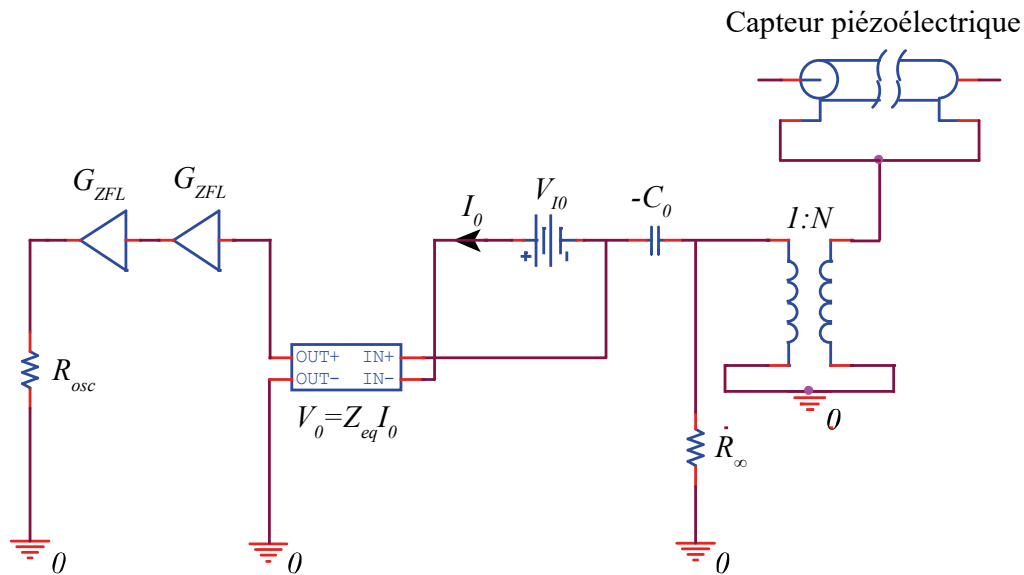 Capteur piézoélectrique
G_ZFL
G_ZFL
I_0
V_I0
-C_0
1:N
+
-
OUT+ IN+
OUT- IN-
R_osc
V_0=Z_eqI_0
0
R_∞
0
0
0